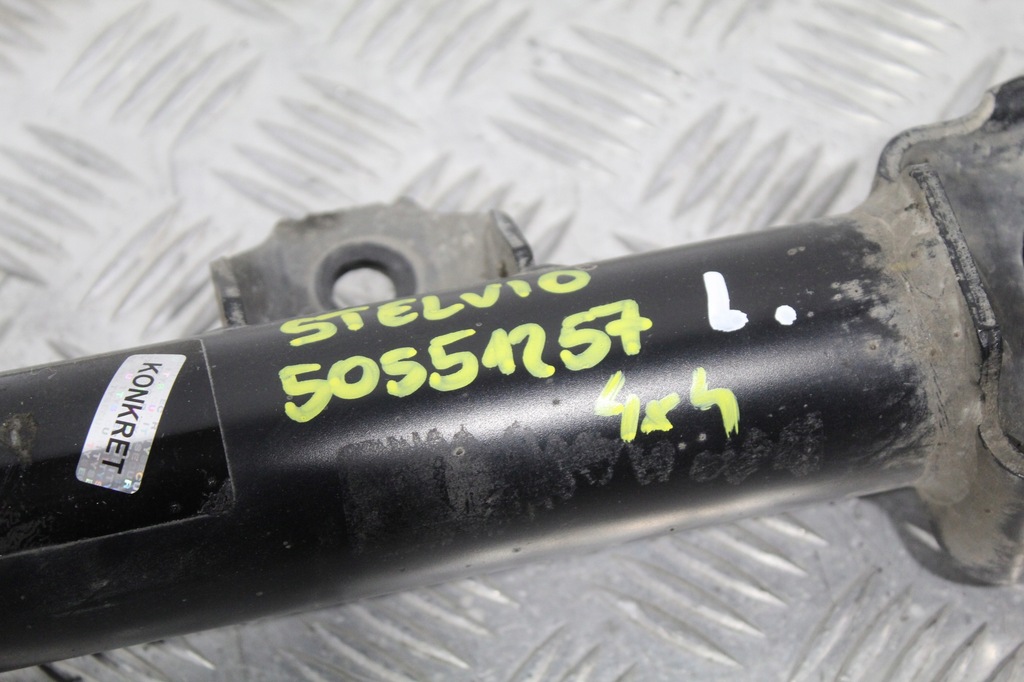 STELVIO
50551257
4x4
L.
KONKRET